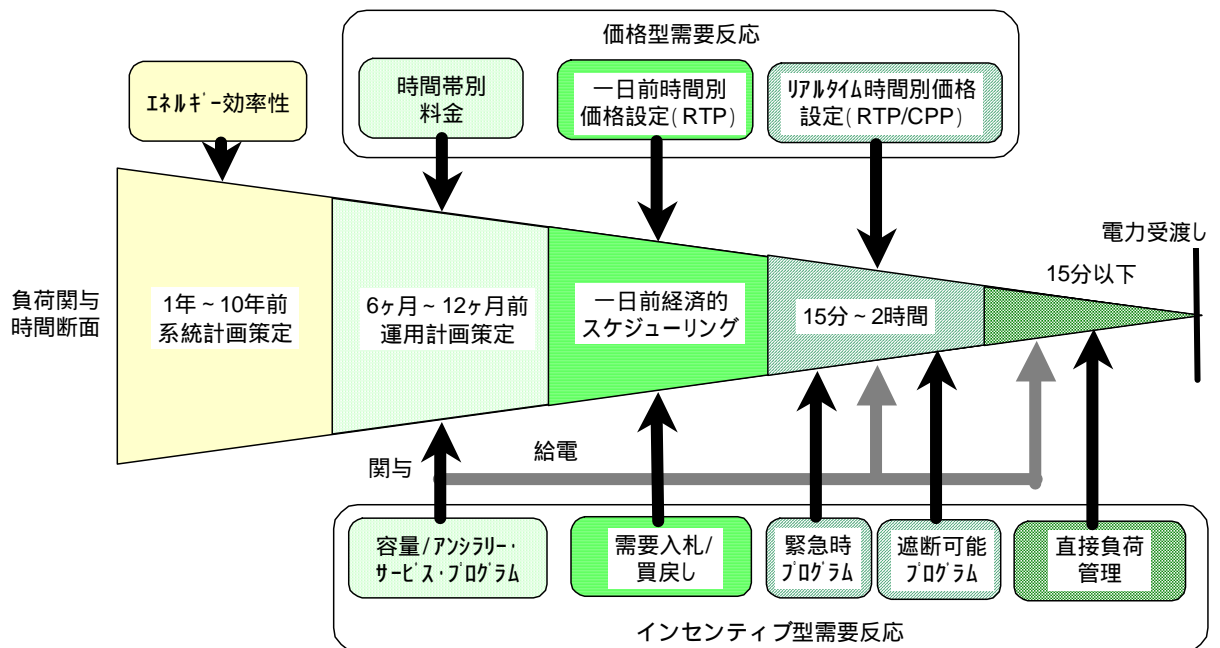 価格型需要反応
ｴﾈﾙｷﾞｰ効率性
時間帯別
料金
一日前時間別
価格設定(RTP)
ﾘｱﾙﾀｲﾑ時間別価格
設定(RTP/CPP)
電力受渡し
15分以下
負荷関与
時間断面
1年～10年前
系統計画策定
6ヶ月～12ヶ月前
運用計画策定
一日前経済的
スケジューリング
15分～2時間
関与
給電
容量/ｱﾝｼﾗﾘｰ･
ｻｰﾋﾞｽ･ﾌﾟﾛｸﾞﾗﾑ
需要入札/
買戻し
緊急時
ﾌﾟﾛｸﾞﾗﾑ
遮断可能
ﾌﾟﾛｸﾞﾗﾑ
直接負荷
管理
インセンティブ型需要反応